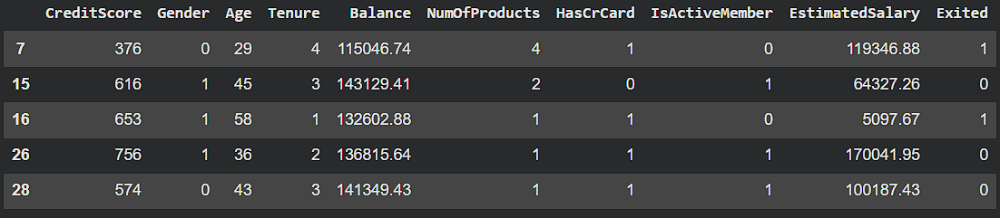 CreditScore Gender Age Tenure Balance NumOfProducts HasCrCard IsActiveMember EstimatedSalary Exited
7 376 0 29 4 115046.74 4 1 0 119346.88 1
15 616 1 45 3 143129.41 2 0 1 64327.26 0
16 653 1 58 1 132602.88 1 1 0 5097.67 1
26 756 1 36 2 136815.64 1 1 1 170041.95 0
28 574 0 43 3 141349.43 1 1 1 100187.43 0